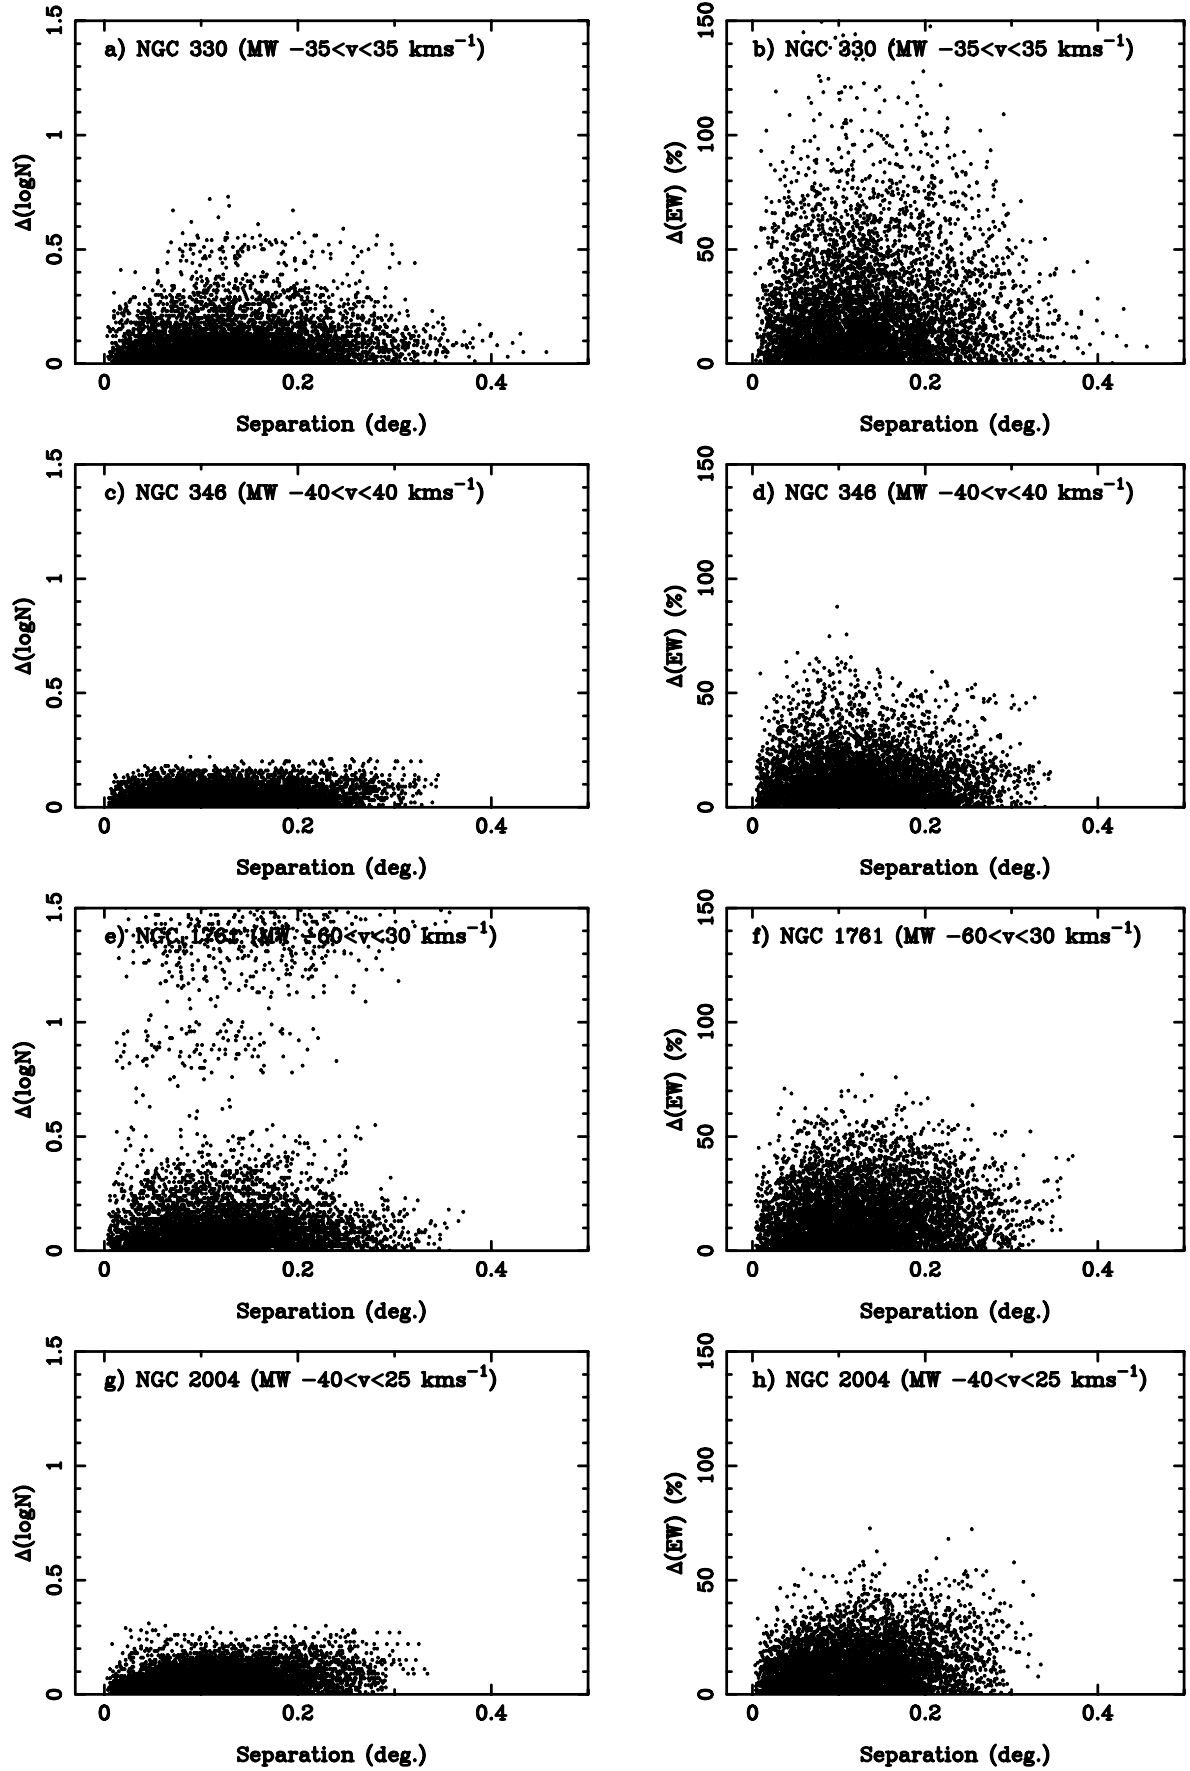 a) NGC 330 (MW −35<v<35 kms⁻¹)
Δ(logN)
0 0.5 1 1.5
0 0.2 0.4
Separation (deg.)
b) NGC 330 (MW −35<v<35 kms⁻¹)
Δ(EW) (%)
0 50 100 150
0 0.2 0.4
Separation (deg.)
c) NGC 346 (MW −40<v<40 kms⁻¹)
Δ(logN)
0 0.5 1 1.5
0 0.2 0.4
Separation (deg.)
d) NGC 346 (MW −40<v<40 kms⁻¹)
Δ(EW) (%)
0 50 100 150
0 0.2 0.4
Separation (deg.)
e) NGC 1761 (MW −60<v<30 kms⁻¹)
Δ(logN)
0 0.5 1 1.5
0 0.2 0.4
Separation (deg.)
f) NGC 1761 (MW −60<v<30 kms⁻¹)
Δ(EW) (%)
0 50 100 150
0 0.2 0.4
Separation (deg.)
g) NGC 2004 (MW −40<v<25 kms⁻¹)
Δ(logN)
0 0.5 1 1.5
0 0.2 0.4
Separation (deg.)
h) NGC 2004 (MW −40<v<25 kms⁻¹)
Δ(EW) (%)
0 50 100 150
0 0.2 0.4
Separation (deg.)